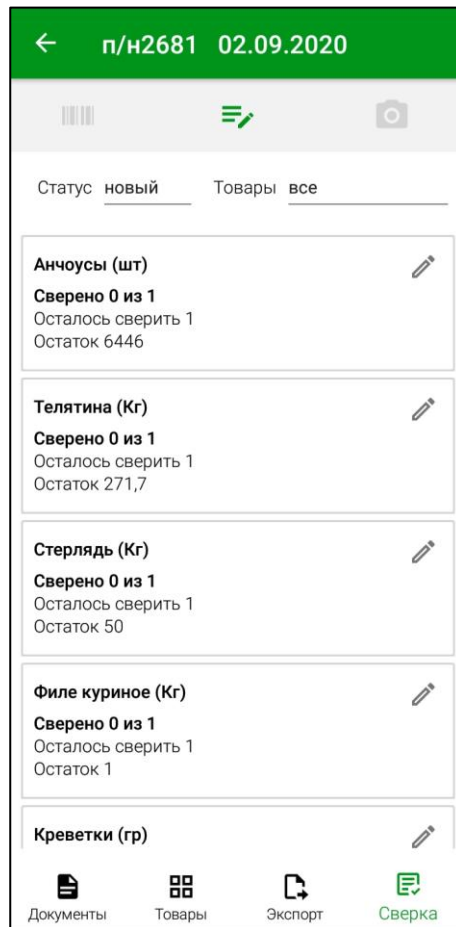 п/н2681 02.09.2020
Статус новый Товары все
Анчоусы (шт)
Сверено 0 из 1
Осталось сверить 1
Остаток 6446
Телятина (Кг)
Сверено 0 из 1
Осталось сверить 1
Остаток 271,7
Стерлядь (Кг)
Сверено 0 из 1
Осталось сверить 1
Остаток 50
Филе куриное (Кг)
Сверено 0 из 1
Осталось сверить 1
Остаток 1
Креветки (гр)
Документы Товары Экспорт Сверка